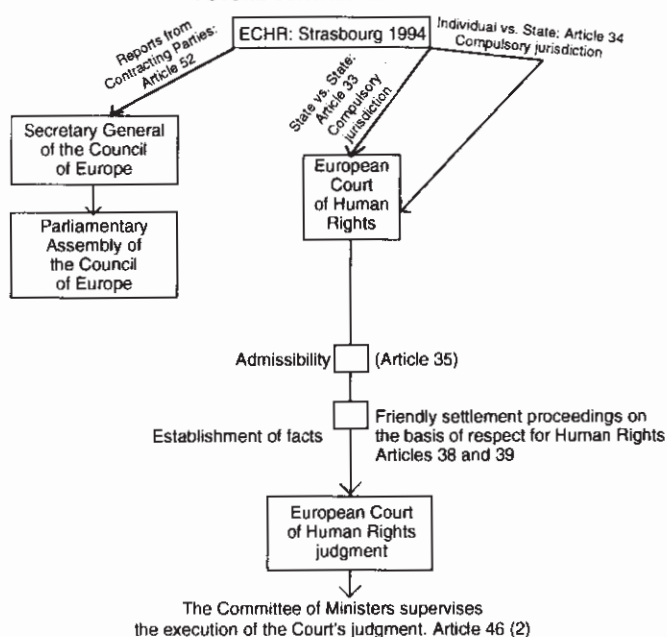 ECHR: Strasbourg 1994
Reports from
Contracting Parties:
Article 52
State vs. State:
Article 33
Compulsory
jurisdiction
Individual vs. State: Article 34
Compulsory jurisdiction
Secretary General
of the Council
of Europe
Parliamentary
Assembly of
the Council
of Europe
European
Court
of Human
Rights
Admissibility
(Article 35)
Establishment of facts
Friendly settlement proceedings on
the basis of respect for Human Rights
Articles 38 and 39
European Court
of Human Rights
judgment
The Committee of Ministers supervises
the execution of the Court's judgment. Article 46 (2)